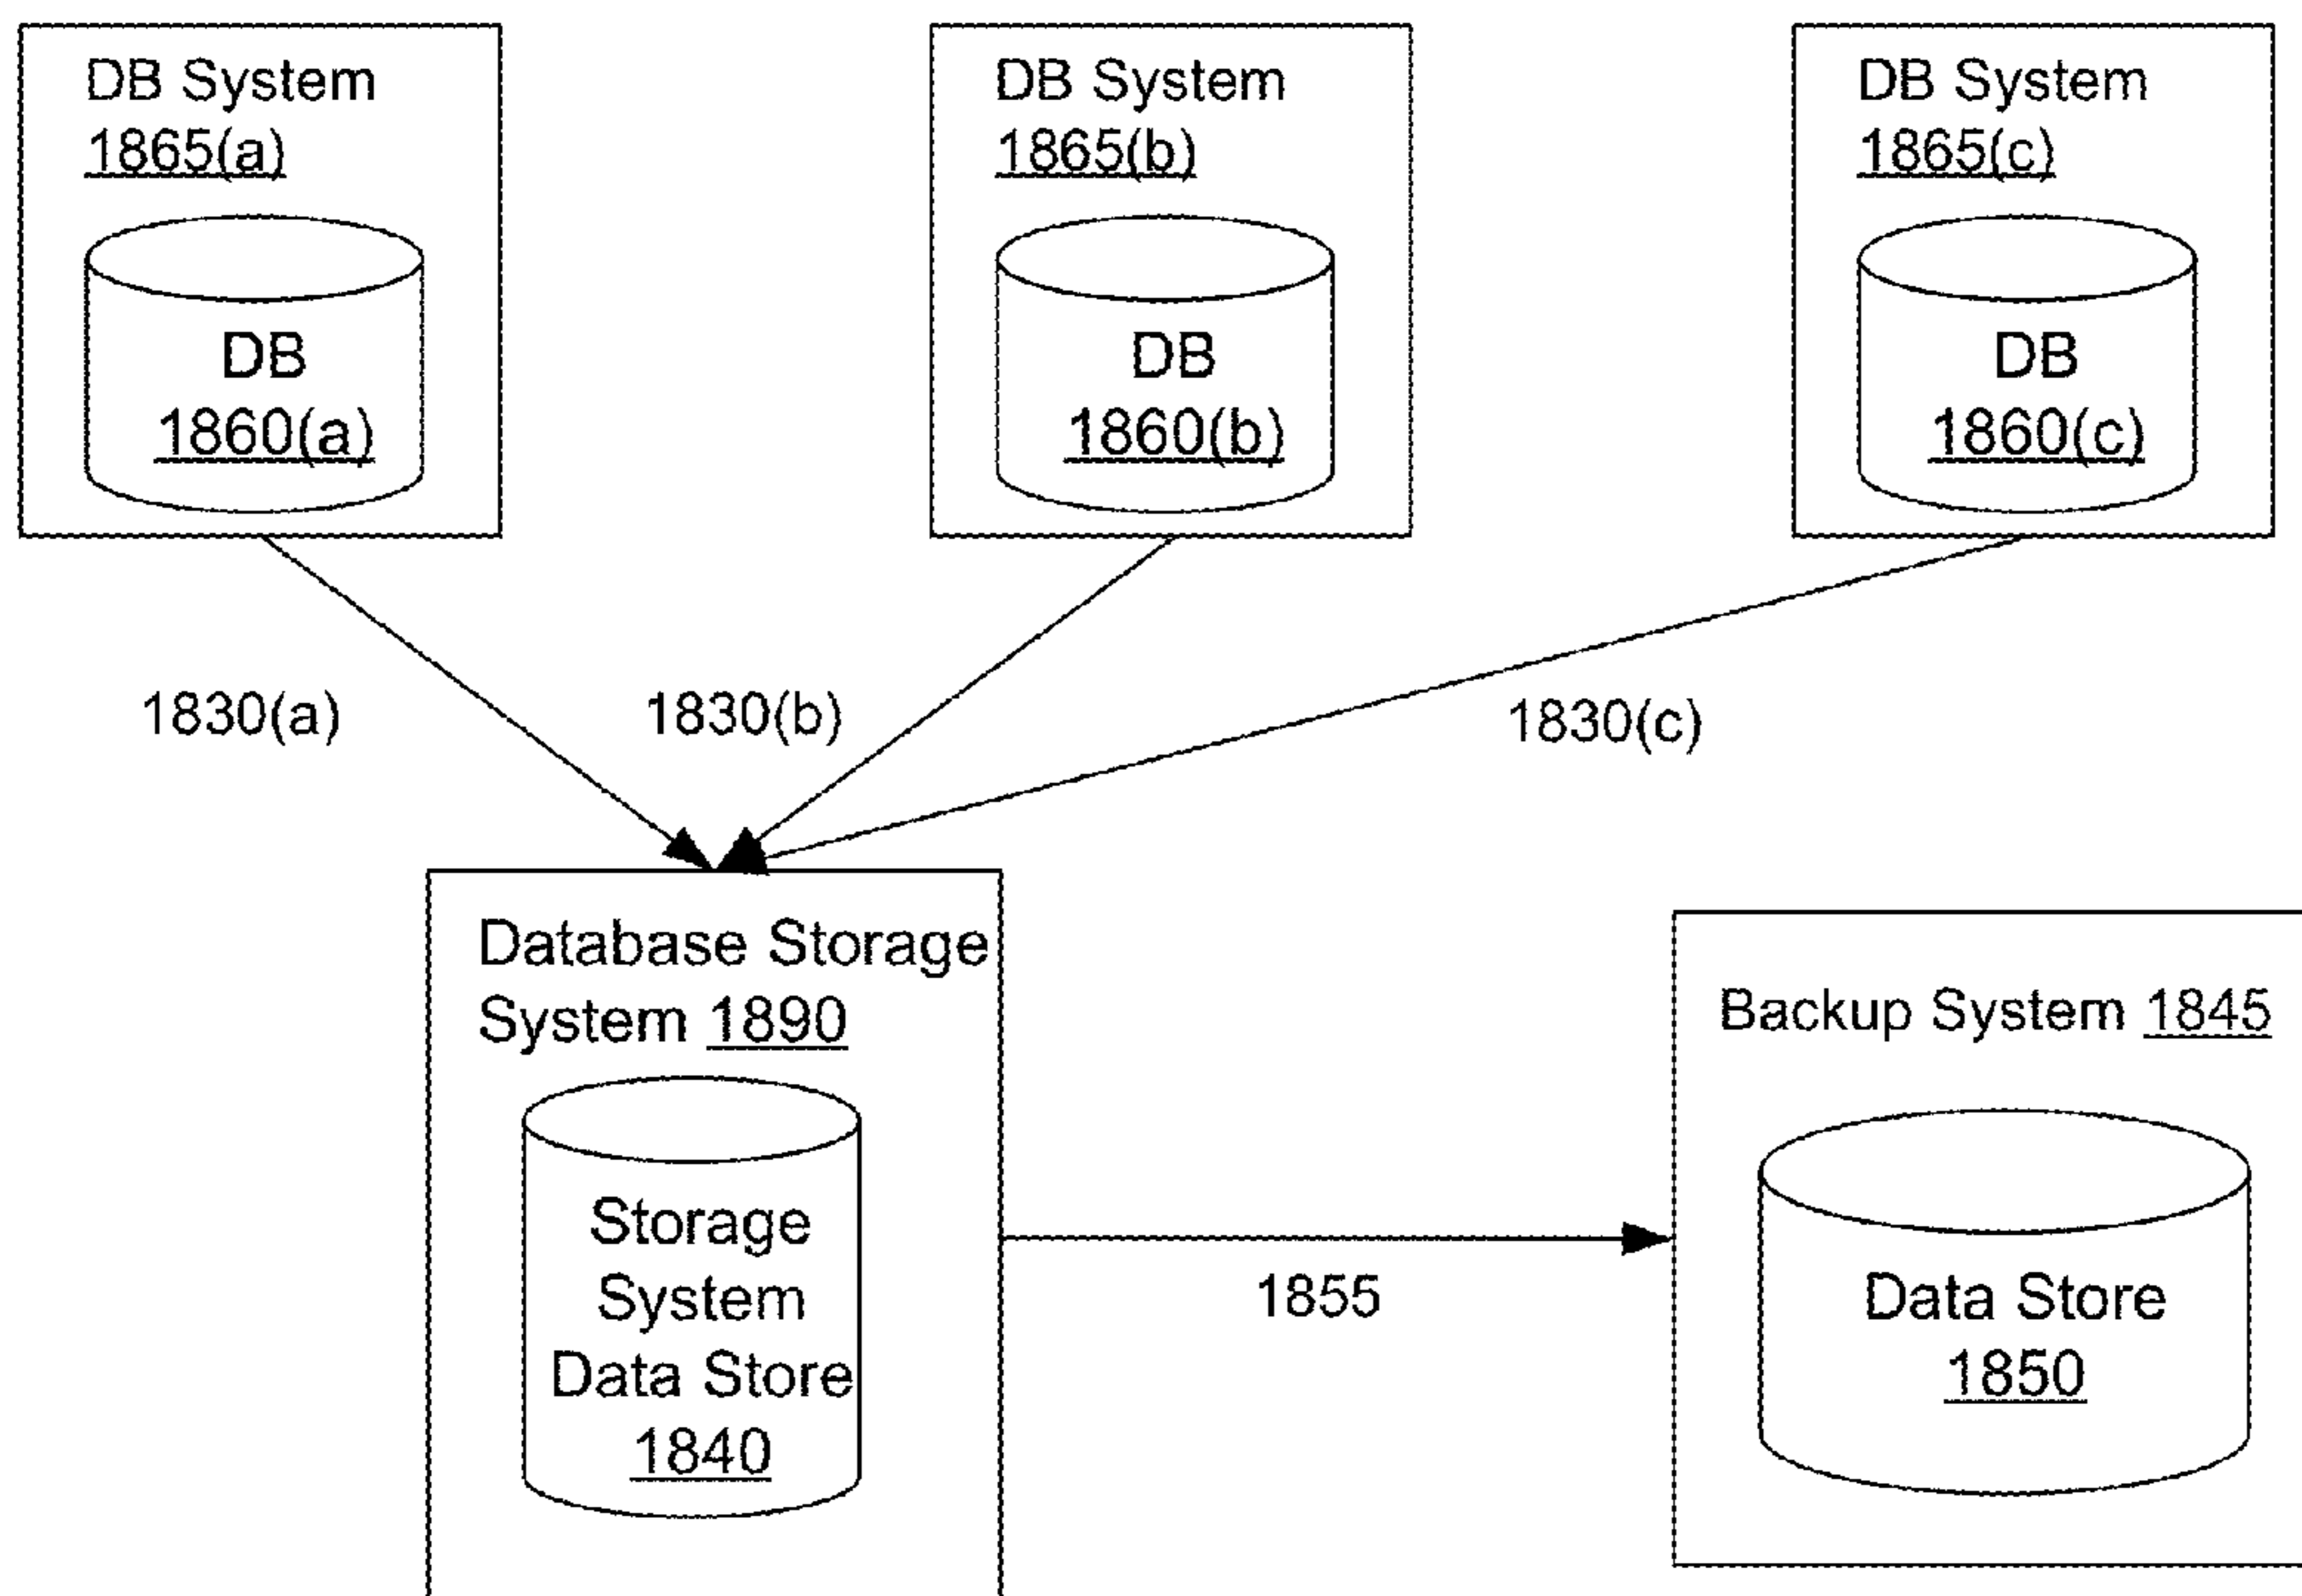 DB System
1865(a)
DB
1860(a)
DB System
1865(b)
DB
1860(b)
DB System
1865(c)
DB
1860(c)
1830(a)
1830(b)
1830(c)
Database Storage
System 1890
Storage
System
Data Store
1840
1855
Backup System 1845
Data Store
1850